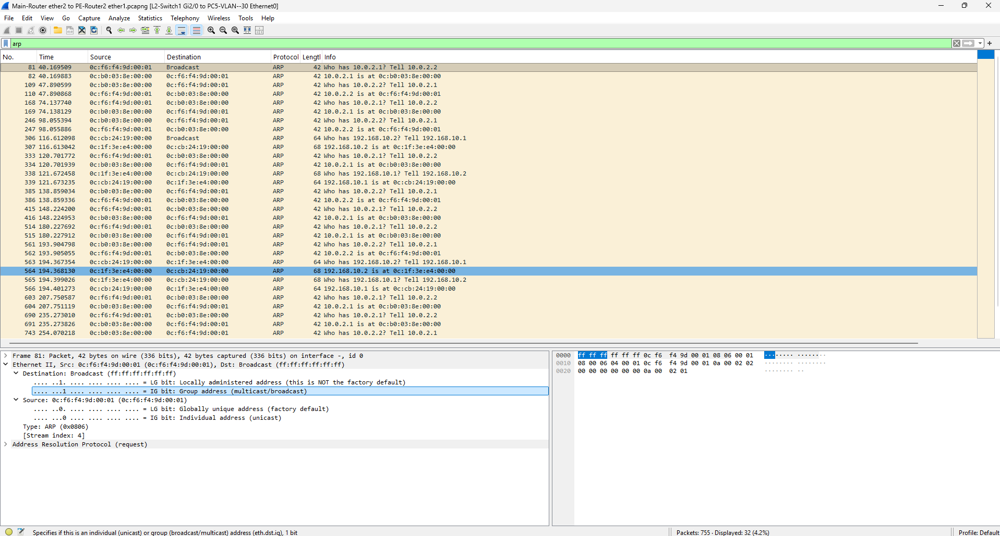 Main-Router ether2 to PE-Router2 ether1.pcapng [L2-Switch1 Gi2/0 to PC5-VLAN--30 Ethernet0]
File Edit View Go Capture Analyze Statistics Telephony Wireless Tools Help
arp
No. Time Source Destination Protocol Lengtl Info
81 40.169509 0c:f6:f4:9d:00:01 Broadcast ARP 42 Who has 10.0.2.1? Tell 10.0.2.2
82 40.169883 0c:b0:03:8e:00:00 0c:f6:f4:9d:00:01 ARP 42 10.0.2.1 is at 0c:b0:03:8e:00:00
109 47.890599 0c:b0:03:8e:00:00 0c:f6:f4:9d:00:01 ARP 42 Who has 10.0.2.2? Tell 10.0.2.1
110 47.890868 0c:f6:f4:9d:00:01 0c:b0:03:8e:00:00 ARP 42 10.0.2.2 is at 0c:f6:f4:9d:00:01
168 74.137740 0c:f6:f4:9d:00:01 0c:b0:03:8e:00:00 ARP 42 Who has 10.0.2.1? Tell 10.0.2.2
169 74.138129 0c:b0:03:8e:00:00 0c:f6:f4:9d:00:01 ARP 42 10.0.2.1 is at 0c:b0:03:8e:00:00
246 98.055394 0c:b0:03:8e:00:00 0c:f6:f4:9d:00:01 ARP 42 Who has 10.0.2.2? Tell 10.0.2.1
247 98.055886 0c:f6:f4:9d:00:01 0c:b0:03:8e:00:00 ARP 42 10.0.2.2 is at 0c:f6:f4:9d:00:01
306 116.612098 0c:cb:24:19:00:00 Broadcast ARP 64 Who has 192.168.10.2? Tell 192.168.10.1
307 116.613042 0c:1f:3e:e4:00:00 0c:cb:24:19:00:00 ARP 68 192.168.10.2 is at 0c:1f:3e:e4:00:00
333 120.701772 0c:f6:f4:9d:00:01 0c:b0:03:8e:00:00 ARP 42 Who has 10.0.2.1? Tell 10.0.2.2
334 120.701939 0c:b0:03:8e:00:00 0c:f6:f4:9d:00:01 ARP 42 10.0.2.1 is at 0c:b0:03:8e:00:00
338 121.672458 0c:1f:3e:e4:00:00 0c:cb:24:19:00:00 ARP 68 Who has 192.168.10.1? Tell 192.168.10.2
339 121.673235 0c:cb:24:19:00:00 0c:1f:3e:e4:00:00 ARP 64 192.168.10.1 is at 0c:cb:24:19:00:00
385 138.859034 0c:b0:03:8e:00:00 0c:f6:f4:9d:00:01 ARP 42 Who has 10.0.2.2? Tell 10.0.2.1
386 138.859336 0c:f6:f4:9d:00:01 0c:b0:03:8e:00:00 ARP 42 10.0.2.2 is at 0c:f6:f4:9d:00:01
415 148.224200 0c:f6:f4:9d:00:01 0c:b0:03:8e:00:00 ARP 42 Who has 10.0.2.1? Tell 10.0.2.2
416 148.224953 0c:b0:03:8e:00:00 0c:f6:f4:9d:00:01 ARP 42 10.0.2.1 is at 0c:b0:03:8e:00:00
514 180.227692 0c:f6:f4:9d:00:01 0c:b0:03:8e:00:00 ARP 42 Who has 10.0.2.1? Tell 10.0.2.2
515 180.227912 0c:b0:03:8e:00:00 0c:f6:f4:9d:00:01 ARP 42 10.0.2.1 is at 0c:b0:03:8e:00:00
561 193.904798 0c:b0:03:8e:00:00 0c:f6:f4:9d:00:01 ARP 42 Who has 10.0.2.2? Tell 10.0.2.1
562 193.905055 0c:f6:f4:9d:00:01 0c:b0:03:8e:00:00 ARP 42 10.0.2.2 is at 0c:f6:f4:9d:00:01
563 194.367354 0c:cb:24:19:00:00 0c:1f:3e:e4:00:00 ARP 64 Who has 192.168.10.2? Tell 192.168.10.1
564 194.368130 0c:1f:3e:e4:00:00 0c:cb:24:19:00:00 ARP 68 192.168.10.2 is at 0c:1f:3e:e4:00:00
565 194.399026 0c:1f:3e:e4:00:00 0c:cb:24:19:00:00 ARP 68 Who has 192.168.10.1? Tell 192.168.10.2
566 194.401273 0c:cb:24:19:00:00 0c:1f:3e:e4:00:00 ARP 64 192.168.10.1 is at 0c:cb:24:19:00:00
603 207.750587 0c:f6:f4:9d:00:01 0c:b0:03:8e:00:00 ARP 42 Who has 10.0.2.1? Tell 10.0.2.2
604 207.751119 0c:b0:03:8e:00:00 0c:f6:f4:9d:00:01 ARP 42 10.0.2.1 is at 0c:b0:03:8e:00:00
690 235.273010 0c:f6:f4:9d:00:01 0c:b0:03:8e:00:00 ARP 42 Who has 10.0.2.1? Tell 10.0.2.2
691 235.273826 0c:b0:03:8e:00:00 0c:f6:f4:9d:00:01 ARP 42 10.0.2.1 is at 0c:b0:03:8e:00:00
743 254.070218 0c:b0:03:8e:00:00 0c:f6:f4:9d:00:01 ARP 42 Who has 10.0.2.2? Tell 10.0.2.1
Frame 81: Packet, 42 bytes on wire (336 bits), 42 bytes captured (336 bits) on interface -, id 0
Ethernet II, Src: 0c:f6:f4:9d:00:01 (0c:f6:f4:9d:00:01), Dst: Broadcast (ff:ff:ff:ff:ff:ff)
Destination: Broadcast (ff:ff:ff:ff:ff:ff)
.... ..1. .... .... .... .... = LG bit: Locally administered address (this is NOT the factory default)
.... ...1 .... .... .... .... = IG bit: Group address (multicast/broadcast)
Source: 0c:f6:f4:9d:00:01 (0c:f6:f4:9d:00:01)
.... ..0. .... .... .... .... = LG bit: Globally unique address (factory default)
.... ...0 .... .... .... .... = IG bit: Individual address (unicast)
Type: ARP (0x0806)
[Stream index: 4]
Address Resolution Protocol (request)
0000 ff ff ff ff ff ff 0c f6 f4 9d 00 01 08 06 00 01 ········ ········
0010 08 00 06 04 00 01 0c f6 f4 9d 00 01 0a 00 02 02 ········ ········
0020 00 00 00 00 00 00 0a 00 02 01 ········ ··
Specifies if this is an individual (unicast) or group (broadcast/multicast) address (eth.dst.ig), 1 bit
Packets: 755 · Displayed: 32 (4.2%)
Profile: Default